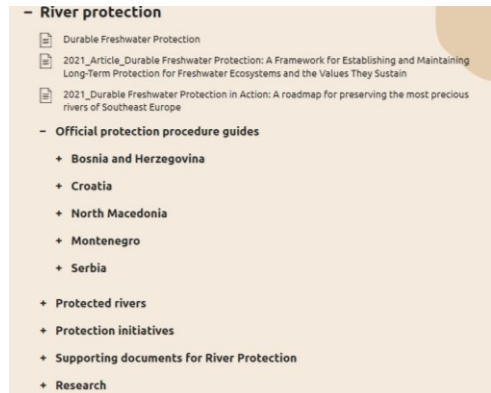 – River protection
Durable Freshwater Protection
2021_Article_Durable Freshwater Protection: A Framework for Establishing and Maintaining
Long-Term Protection for Freshwater Ecosystems and the Values They Sustain
2021_Durable Freshwater Protection in Action: A roadmap for preserving the most precious
rivers of Southeast Europe
– Official protection procedure guides
+ Bosnia and Herzegovina
+ Croatia
+ North Macedonia
+ Montenegro
+ Serbia
+ Protected rivers
+ Protection initiatives
+ Supporting documents for River Protection
+ Research